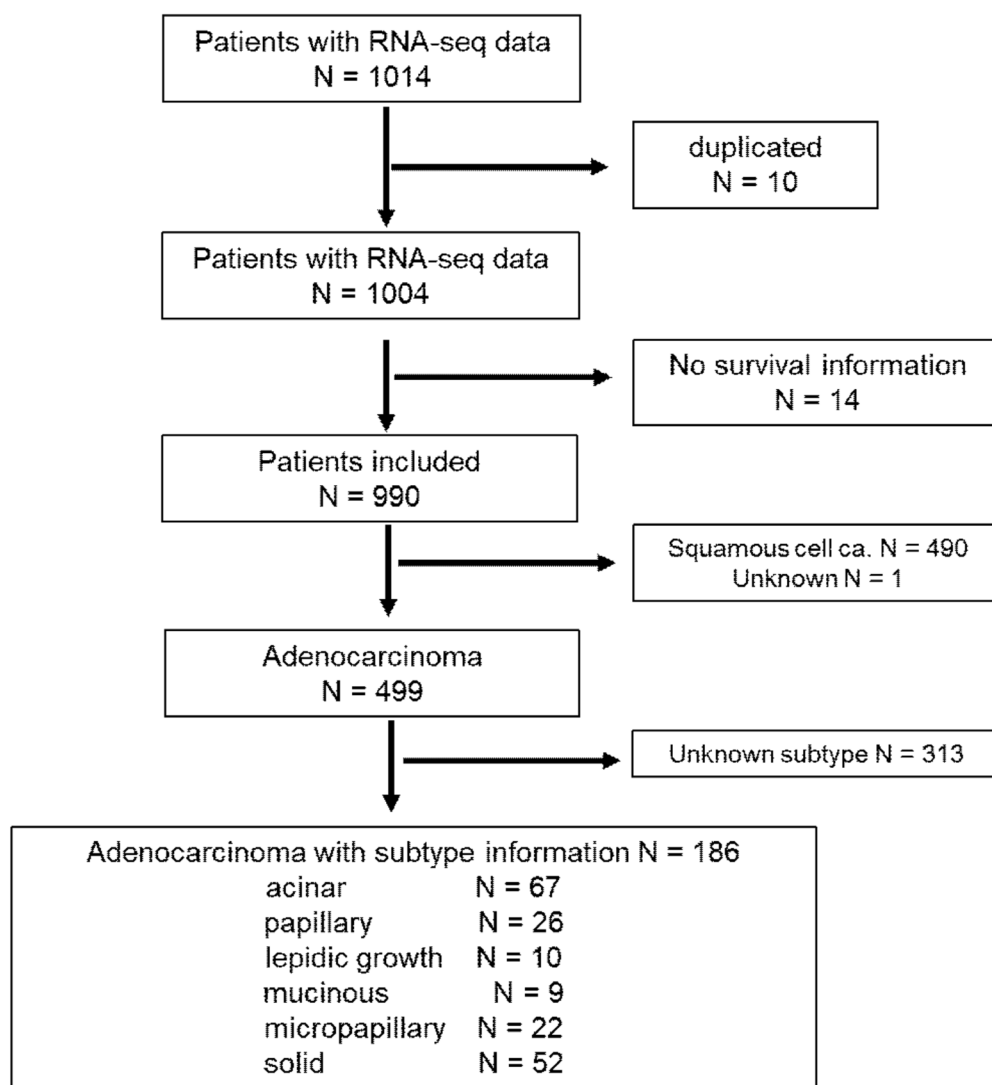 Patients with RNA-seq data
N = 1014
duplicated
N = 10
Patients with RNA-seq data
N = 1004
No survival information
N = 14
Patients included
N = 990
Squamous cell ca. N = 490
Unknown N = 1
Adenocarcinoma
N = 499
Unknown subtype N = 313
Adenocarcinoma with subtype information N = 186
acinar N = 67
papillary N = 26
lepidic growth N = 10
mucinous N = 9
micropapillary N = 22
solid N = 52